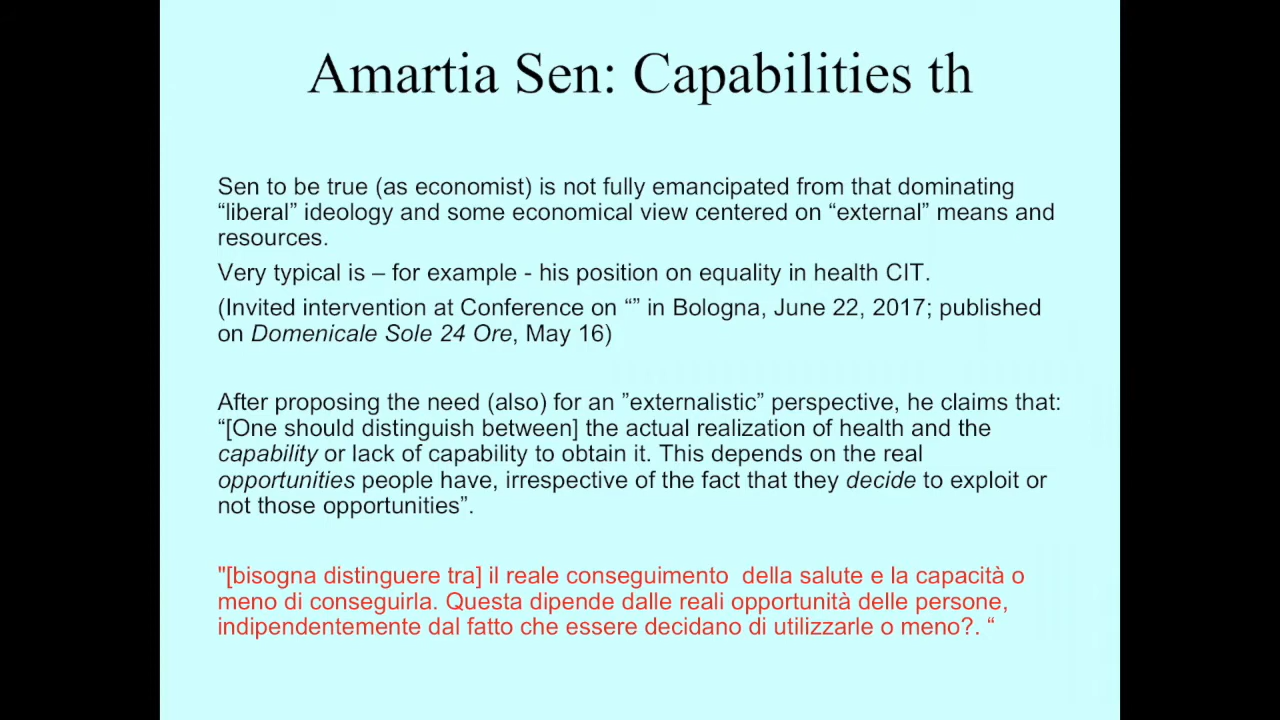 Amartia Sen: Capabilities th
Sen to be true (as economist) is not fully emancipated from that dominating
“liberal” ideology and some economical view centered on “external” means and
resources.
Very typical is – for example - his position on equality in health CIT.
(Invited intervention at Conference on “” in Bologna, June 22, 2017; published
on Domenicale Sole 24 Ore, May 16)
After proposing the need (also) for an ”externalistic” perspective, he claims that:
“[One should distinguish between] the actual realization of health and the
capability or lack of capability to obtain it. This depends on the real
opportunities people have, irrespective of the fact that they decide to exploit or
not those opportunities”.
"[bisogna distinguere tra] il reale conseguimento  della salute e la capacità o
meno di conseguirla. Questa dipende dalle reali opportunità delle persone,
indipendentemente dal fatto che essere decidano di utilizzarle o meno?. “